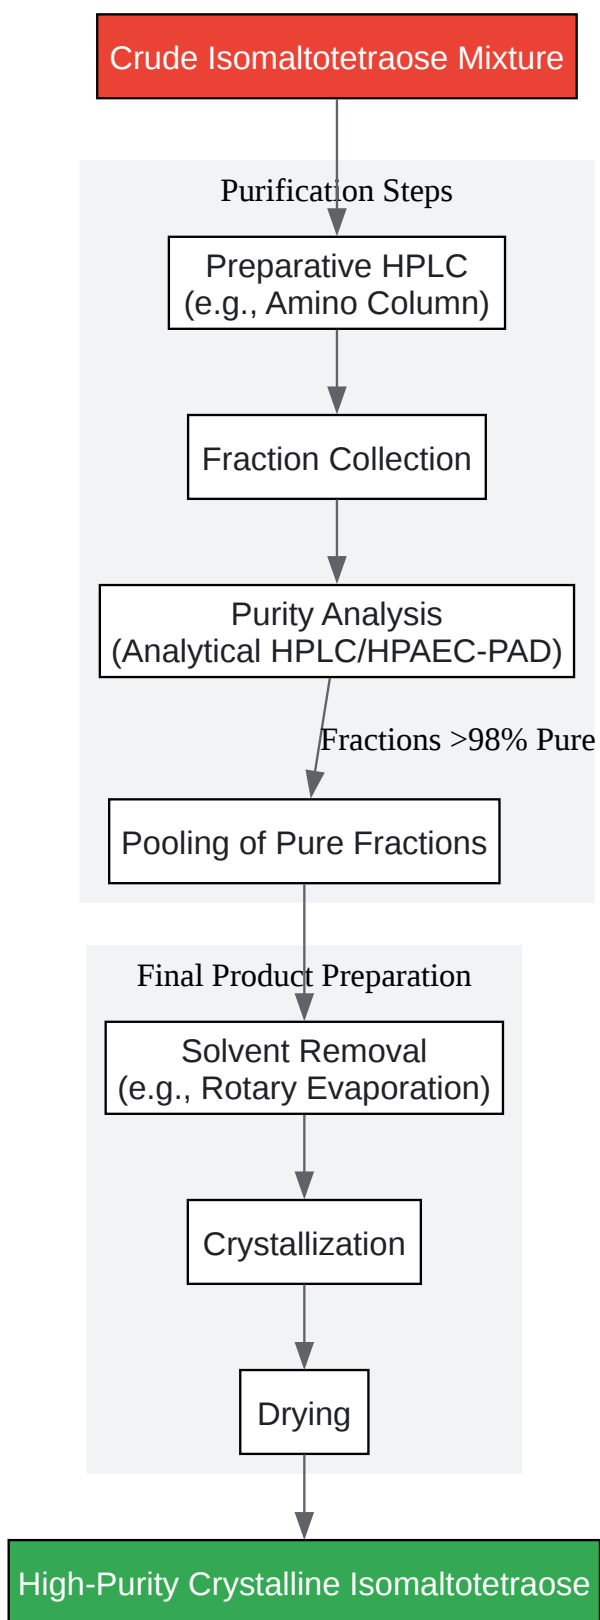 Crude Isomaltotetraose Mixture
Purification Steps
Preparative HPLC
(e.g., Amino Column)
Fraction Collection
Purity Analysis
(Analytical HPLC/HPAEC-PAD)
Fractions >98% Pure
Pooling of Pure Fractions
Final Product Preparation
Solvent Removal
(e.g., Rotary Evaporation)
Crystallization
Drying
High-Purity Crystalline Isomaltotetraose